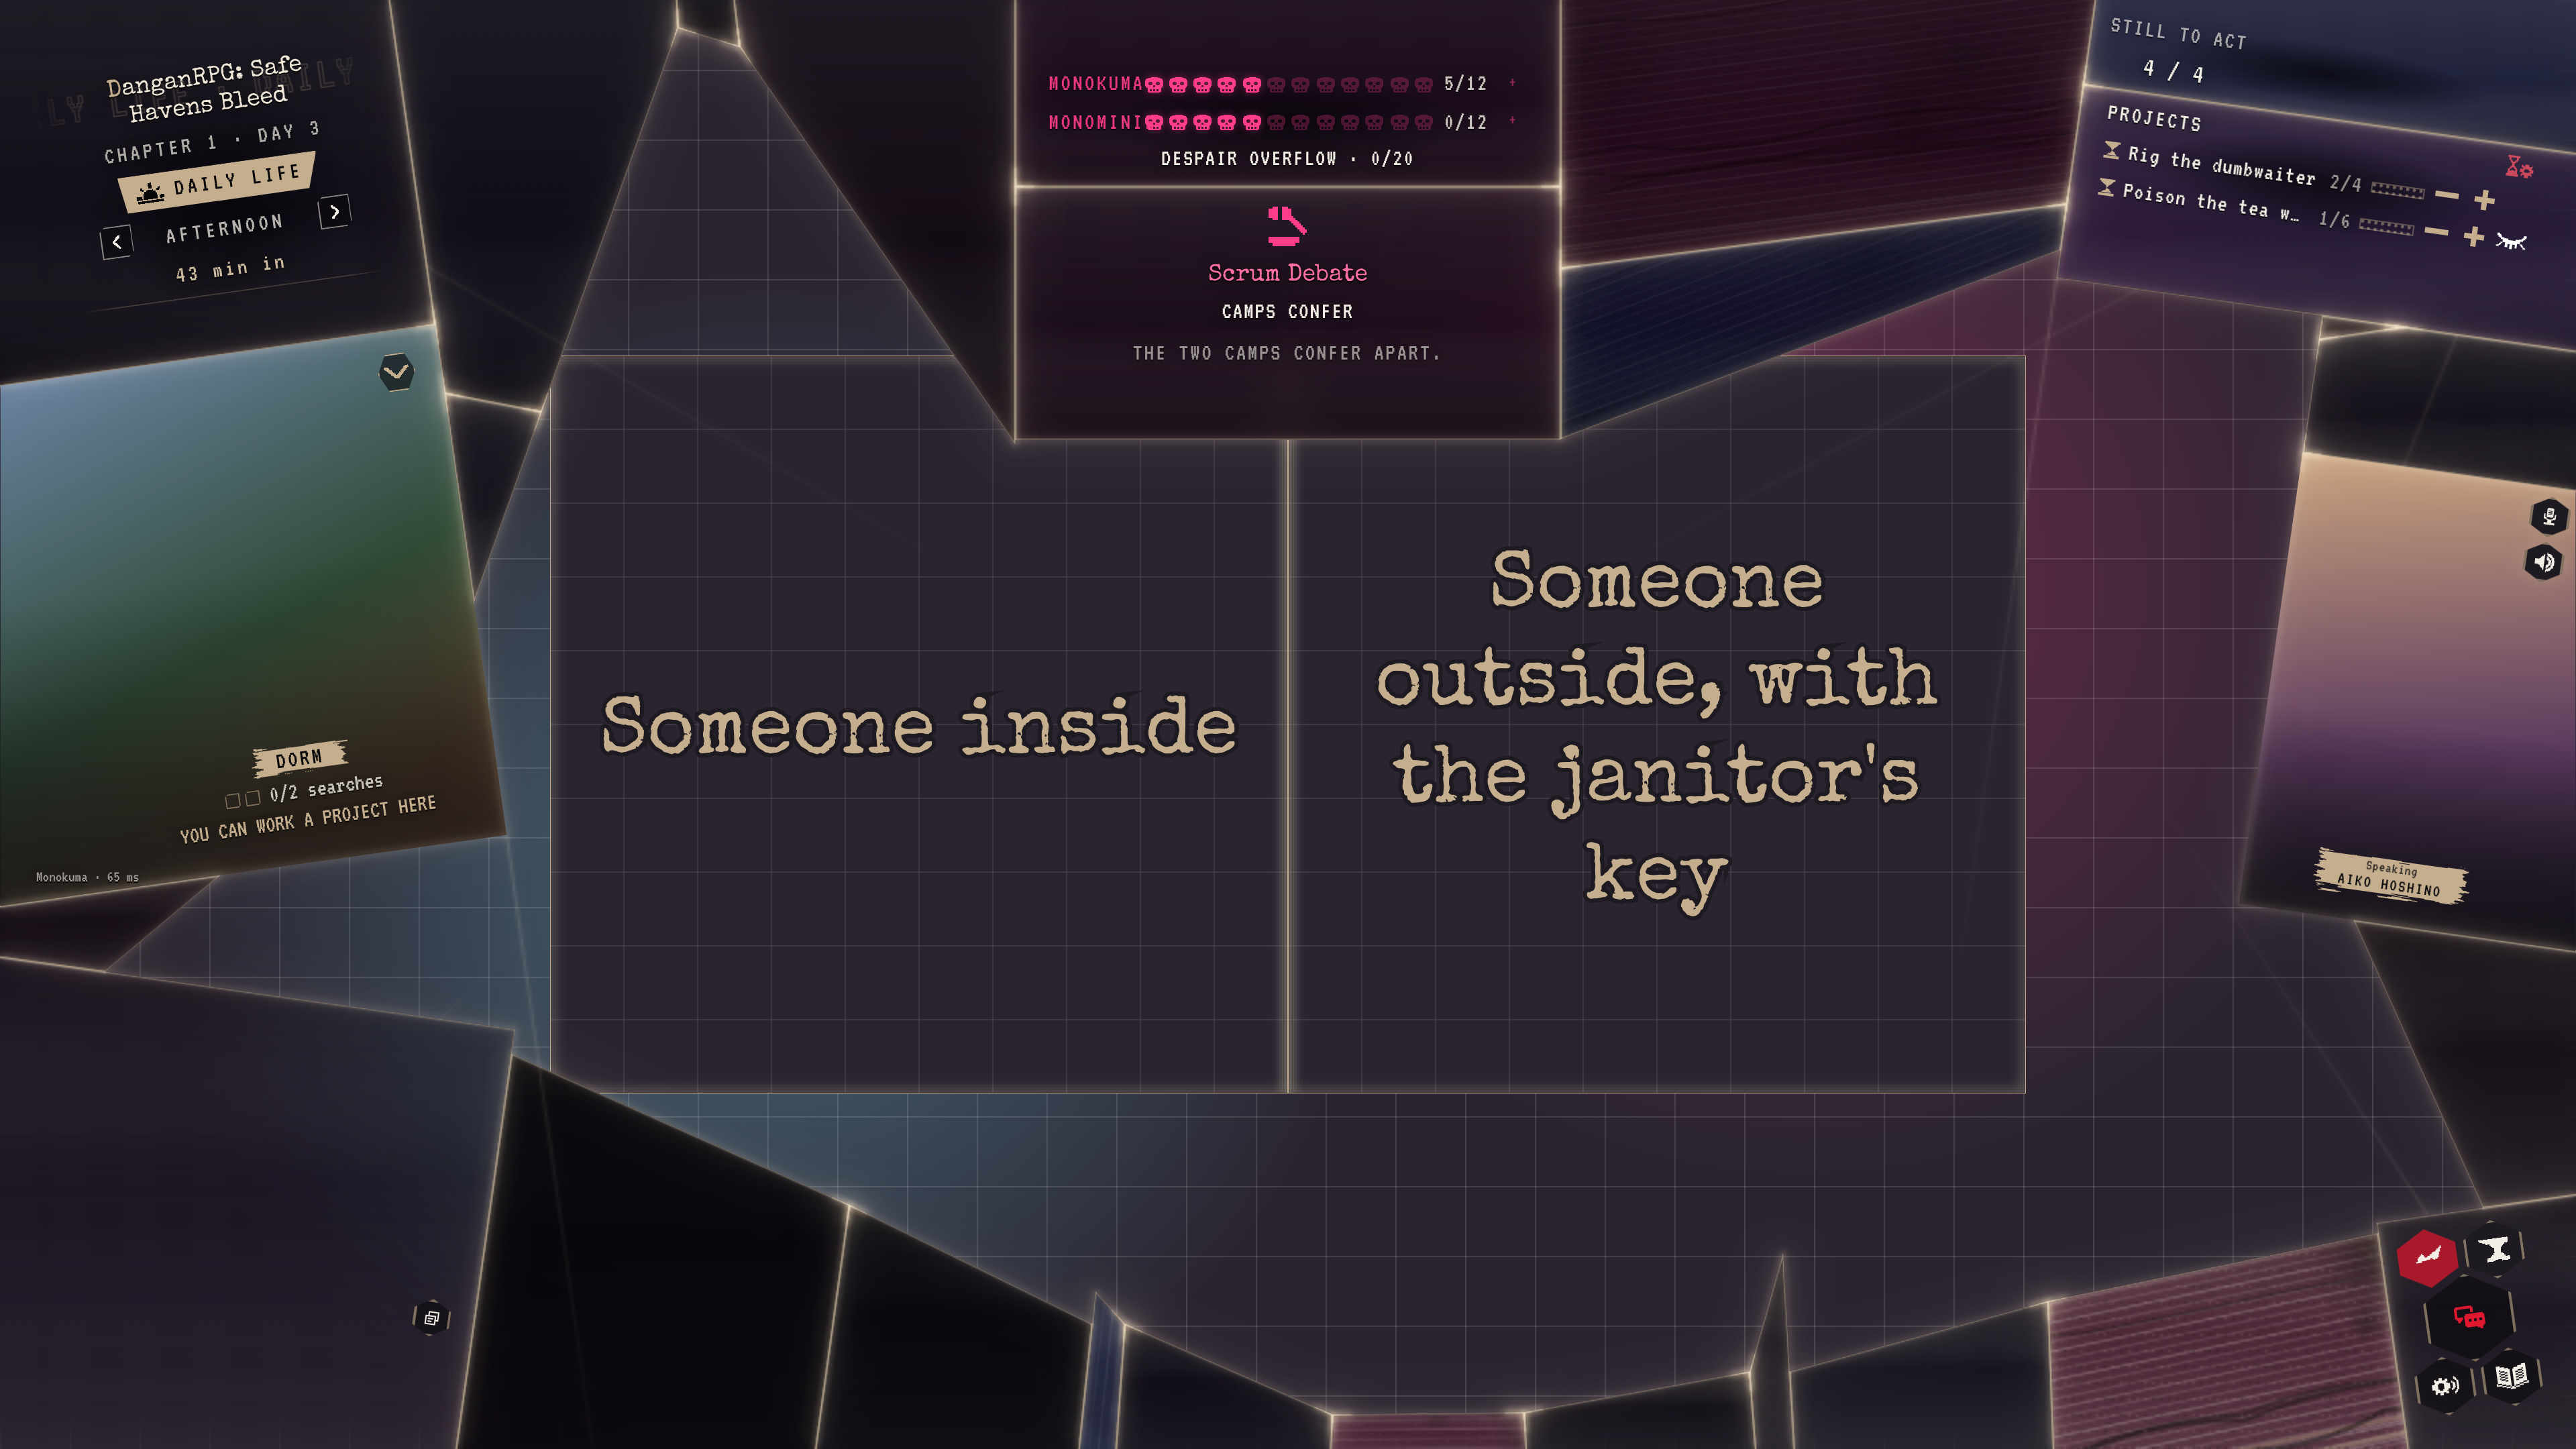 DanganRPG: Safe
Havens Bleed
CHAPTER 1 · DAY 3
DAILY LIFE
AFTERNOON
43 min in
MONOKUMA 5/12 +
MONOMINI 0/12 +
DESPAIR OVERFLOW · 0/20
Scrum Debate
CAMPS CONFER
THE TWO CAMPS CONFER APART.
STILL TO ACT
4 / 4
PROJECTS
Rig the dumbwaiter 2/4
Poison the tea w… 1/6
Someone inside
Someone
outside, with
the janitor's
key
DORM
0/2 searches
YOU CAN WORK A PROJECT HERE
Monokuma · 65 ms
Speaking
AIKO HOSHINO